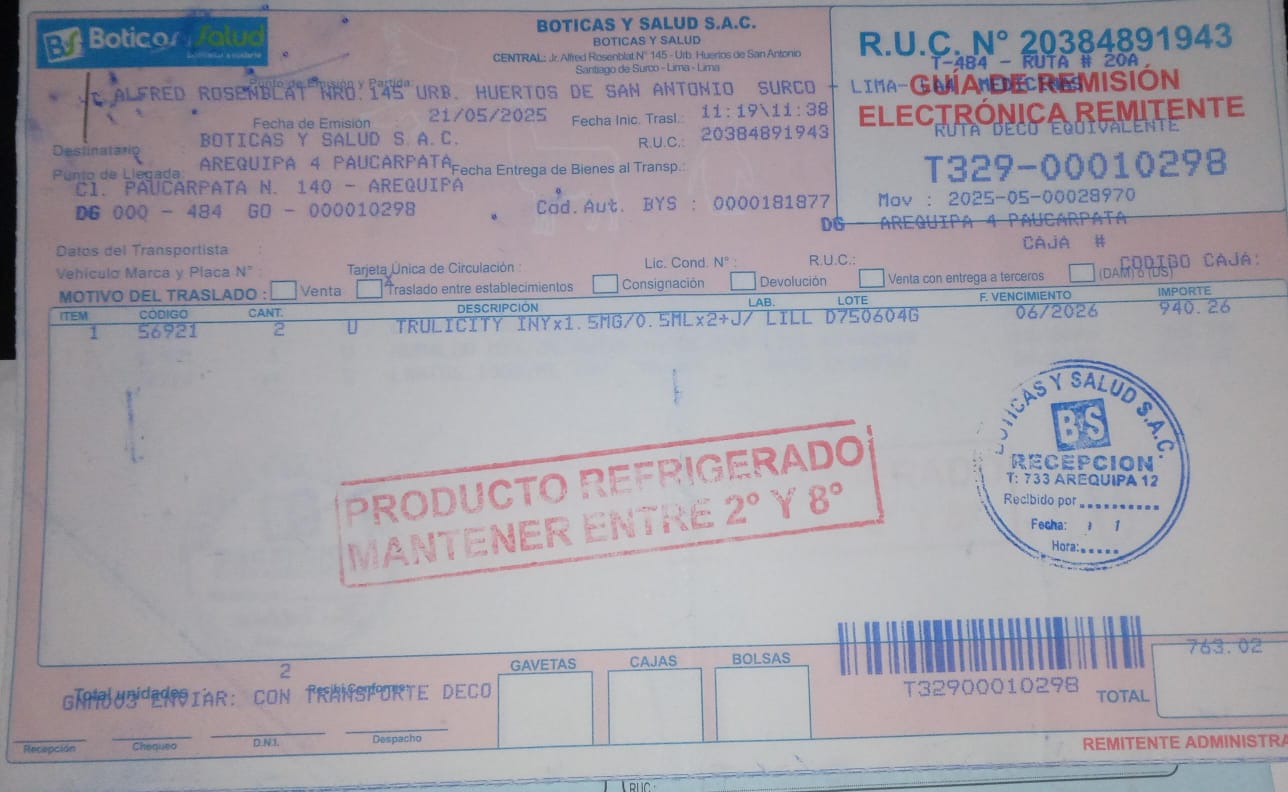 BS Boticas y Salud
BOTICAS Y SALUD S.A.C.
BOTICAS Y SALUD
CENTRAL: Jr. Alfred Rosenblat N° 145 - Urb. Huertos de San Antonio
Santiago de Surco - Lima - Lima
R.U.C. N° 20384891943
T-484 - RUTA # 20A
GUÍA DE REMISIÓN
ELECTRÓNICA REMITENTE
RUTA DECO EQUIVALENTE
T329-00010298
Mov : 2025-05-00028970
Punto de Emisión y Partida:
ALFRED ROSENBLAT NRO. 145 URB. HUERTOS DE SAN ANTONIO SURCO - LIMA-
Fecha de Emisión 21/05/2025 Fecha Inic. Trasl.: 11:19\11:38
Destinatario BOTICAS Y SALUD S.A.C. R.U.C.: 20384891943
Punto de Llegada: AREQUIPA 4 PAUCARPATA Fecha Entrega de Bienes al Transp.:
Cl. PAUCARPATA N. 140 - AREQUIPA
DG 000 - 484 GO - 000010298 Cod. Aut. BYS : 0000181877
DG AREQUIPA 4 PAUCARPATA
CAJA #
CODIGO CAJA:
Datos del Transportista :
Vehículo Marca y Placa N° : Tarjeta Única de Circulación : Lic. Cond. N° : R.U.C.:
MOTIVO DEL TRASLADO : Venta X Traslado entre establecimientos Consignación Devolución Venta con entrega a terceros (DAM) ó (US)
ITEM CÓDIGO CANT. DESCRIPCIÓN LAB. LOTE F. VENCIMIENTO IMPORTE
1 56921 2 U TRULICITY INYx1.5MG/0.5MLx2+J/ LILL D750604G 06/2026 940.26
PRODUCTO REFRIGERADO
MANTENER ENTRE 2° Y 8°
BOTICAS Y SALUD S.A.C
BS
RECEPCION
T: 733 AREQUIPA 12
Recibido por
Fecha: / /
Hora:
763.02
2
Total unidades : Recibí Conforme:
ENVIAR: CON TRANSPORTE DECO
GAVETAS CAJAS BOLSAS
T32900010298
TOTAL
Recepción Chequeo D.N.I. Despacho
REMITENTE ADMINISTRA
RUC: